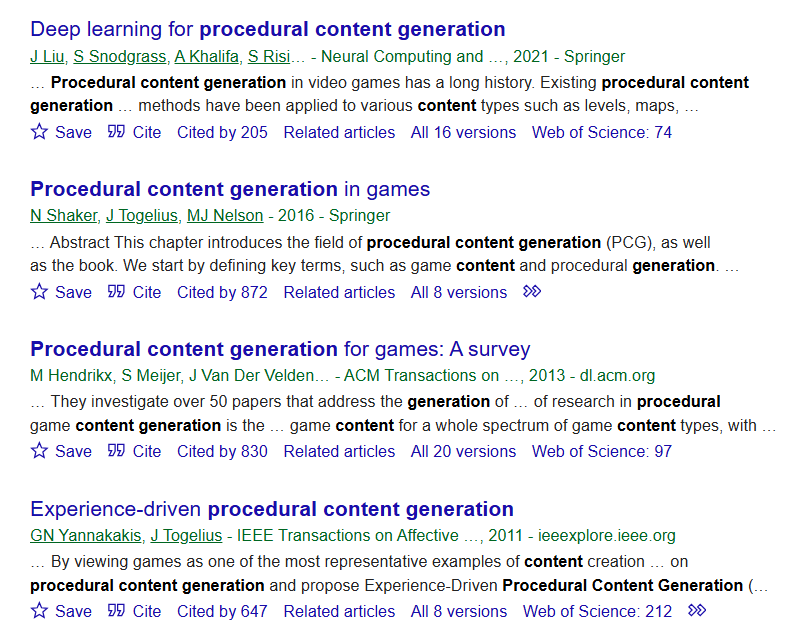 Deep learning for procedural content generation
J Liu, S Snodgrass, A Khalifa, S Risi… - Neural Computing and …, 2021 - Springer
… Procedural content generation in video games has a long history. Existing procedural content
generation … methods have been applied to various content types such as levels, maps, …
Save Cite Cited by 205 Related articles All 16 versions Web of Science: 74
Procedural content generation in games
N Shaker, J Togelius, MJ Nelson - 2016 - Springer
… Abstract This chapter introduces the field of procedural content generation (PCG), as well
as the book. We start by defining key terms, such as game content and procedural generation. …
Save Cite Cited by 872 Related articles All 8 versions
Procedural content generation for games: A survey
M Hendrikx, S Meijer, J Van Der Velden… - ACM Transactions on …, 2013 - dl.acm.org
… They investigate over 50 papers that address the generation of … of research in procedural
game content generation is the … game content for a whole spectrum of game content types, with …
Save Cite Cited by 830 Related articles All 20 versions Web of Science: 97
Experience-driven procedural content generation
GN Yannakakis, J Togelius - IEEE Transactions on Affective …, 2011 - ieeexplore.ieee.org
… By viewing games as one of the most representative examples of content creation … on
procedural content generation and propose Experience-Driven Procedural Content Generation (…
Save Cite Cited by 647 Related articles All 8 versions Web of Science: 212